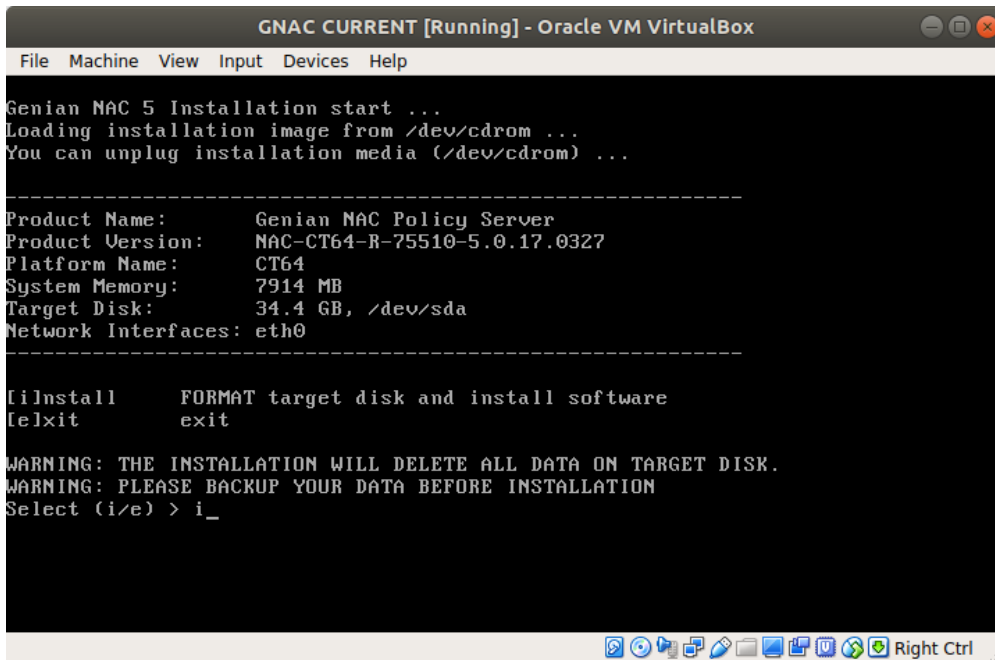 GNAC CURRENT [Running] - Oracle VM VirtualBox
File Machine View Input Devices Help
Genian NAC 5 Installation start ...
Loading installation image from /dev/cdrom ...
You can unplug installation media (/dev/cdrom) ...
------------------------------------------------------------
Product Name: Genian NAC Policy Server
Product Version: NAC-CT64-R-75510-5.0.17.0327
Platform Name: CT64
System Memory: 7914 MB
Target Disk: 34.4 GB, /dev/sda
Network Interfaces: eth0
------------------------------------------------------------
[i]nstall FORMAT target disk and install software
[e]xit exit
WARNING: THE INSTALLATION WILL DELETE ALL DATA ON TARGET DISK.
WARNING: PLEASE BACKUP YOUR DATA BEFORE INSTALLATION
Select (i/e) > i_
Right Ctrl